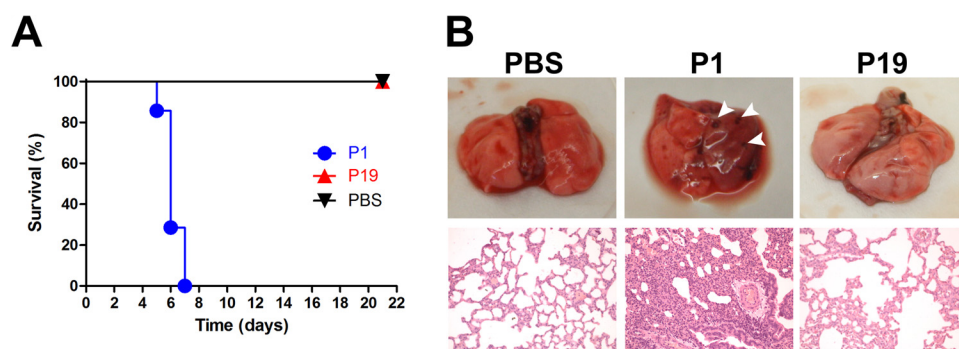 A
Survival (%)
100
80
60
40
20
0
0 2 4 6 8 10 12 14 16 18 20 22
Time (days)
P1
P19
PBS
B
PBS P1 P19